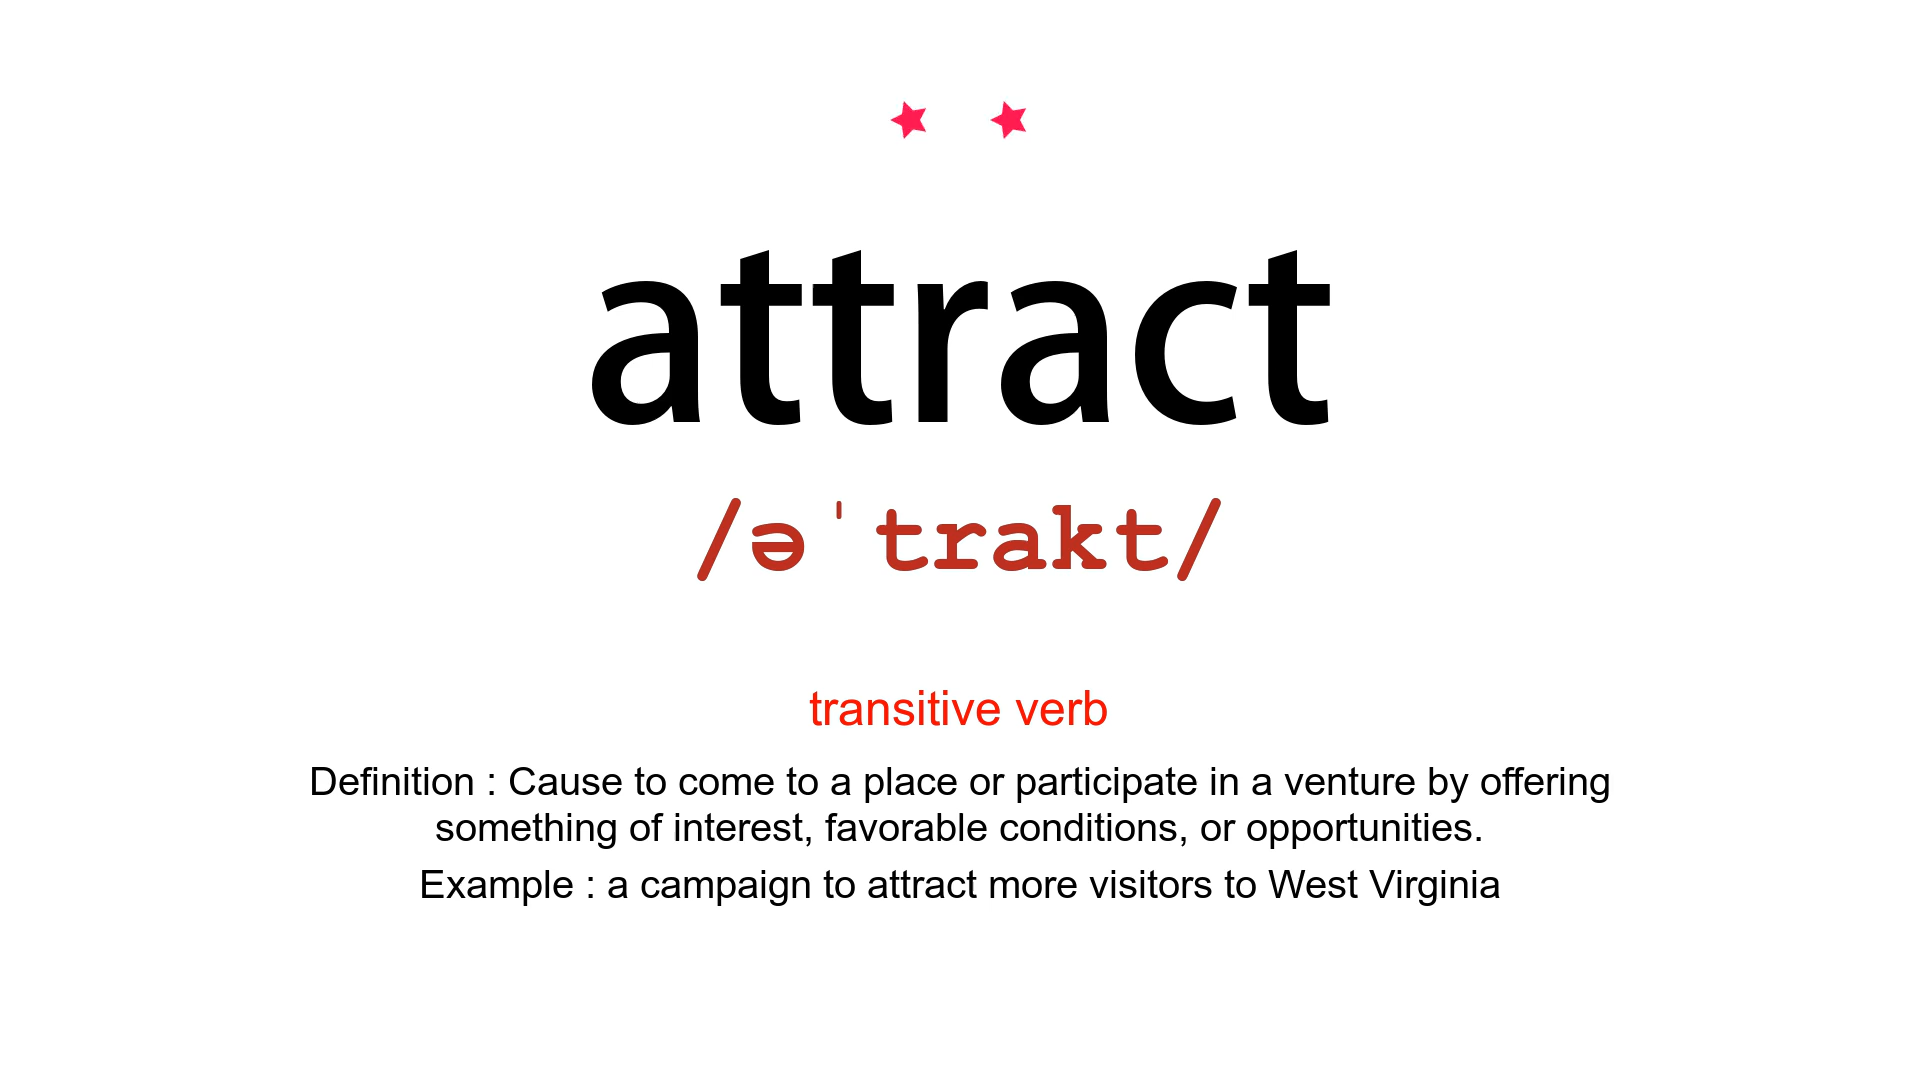 attract
/əˈtrakt/
transitive verb
Definition : Cause to come to a place or participate in a venture by offering
something of interest, favorable conditions, or opportunities.
Example : a campaign to attract more visitors to West Virginia